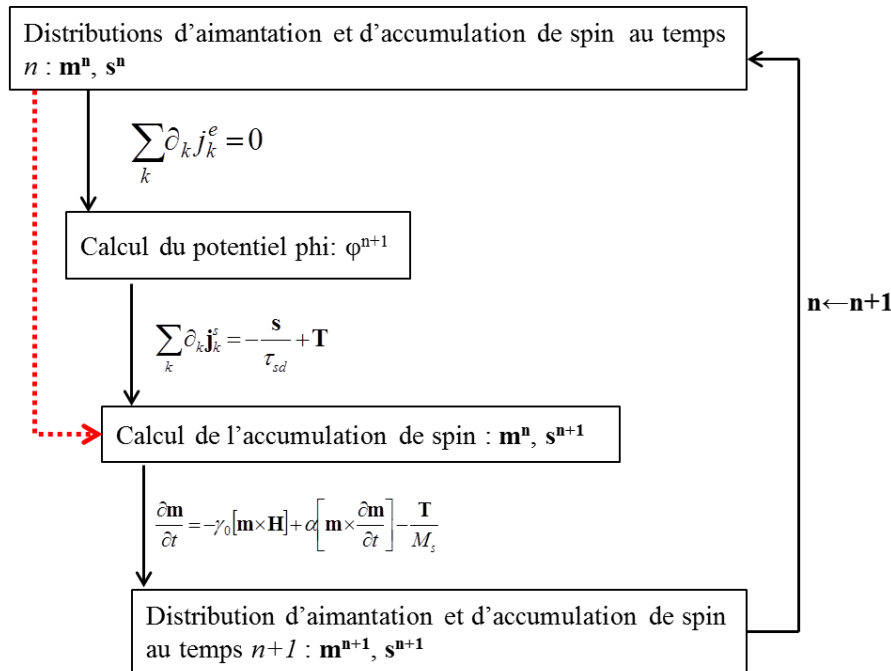 Distributions d'aimantation et d'accumulation de spin au temps
n : mⁿ, sⁿ
∑ₖ ∂ₖ jₖᵉ = 0
Calcul du potentiel phi: φⁿ⁺¹
n←n+1
∑ₖ ∂ₖ jₖˢ = − s/τ_sd + T
Calcul de l'accumulation de spin : mⁿ, sⁿ⁺¹
∂m/∂t = −γ₀[m×H] + α[m×∂m/∂t] − T/Mₛ
Distribution d'aimantation et d'accumulation de spin
au temps n+1 : mⁿ⁺¹, sⁿ⁺¹